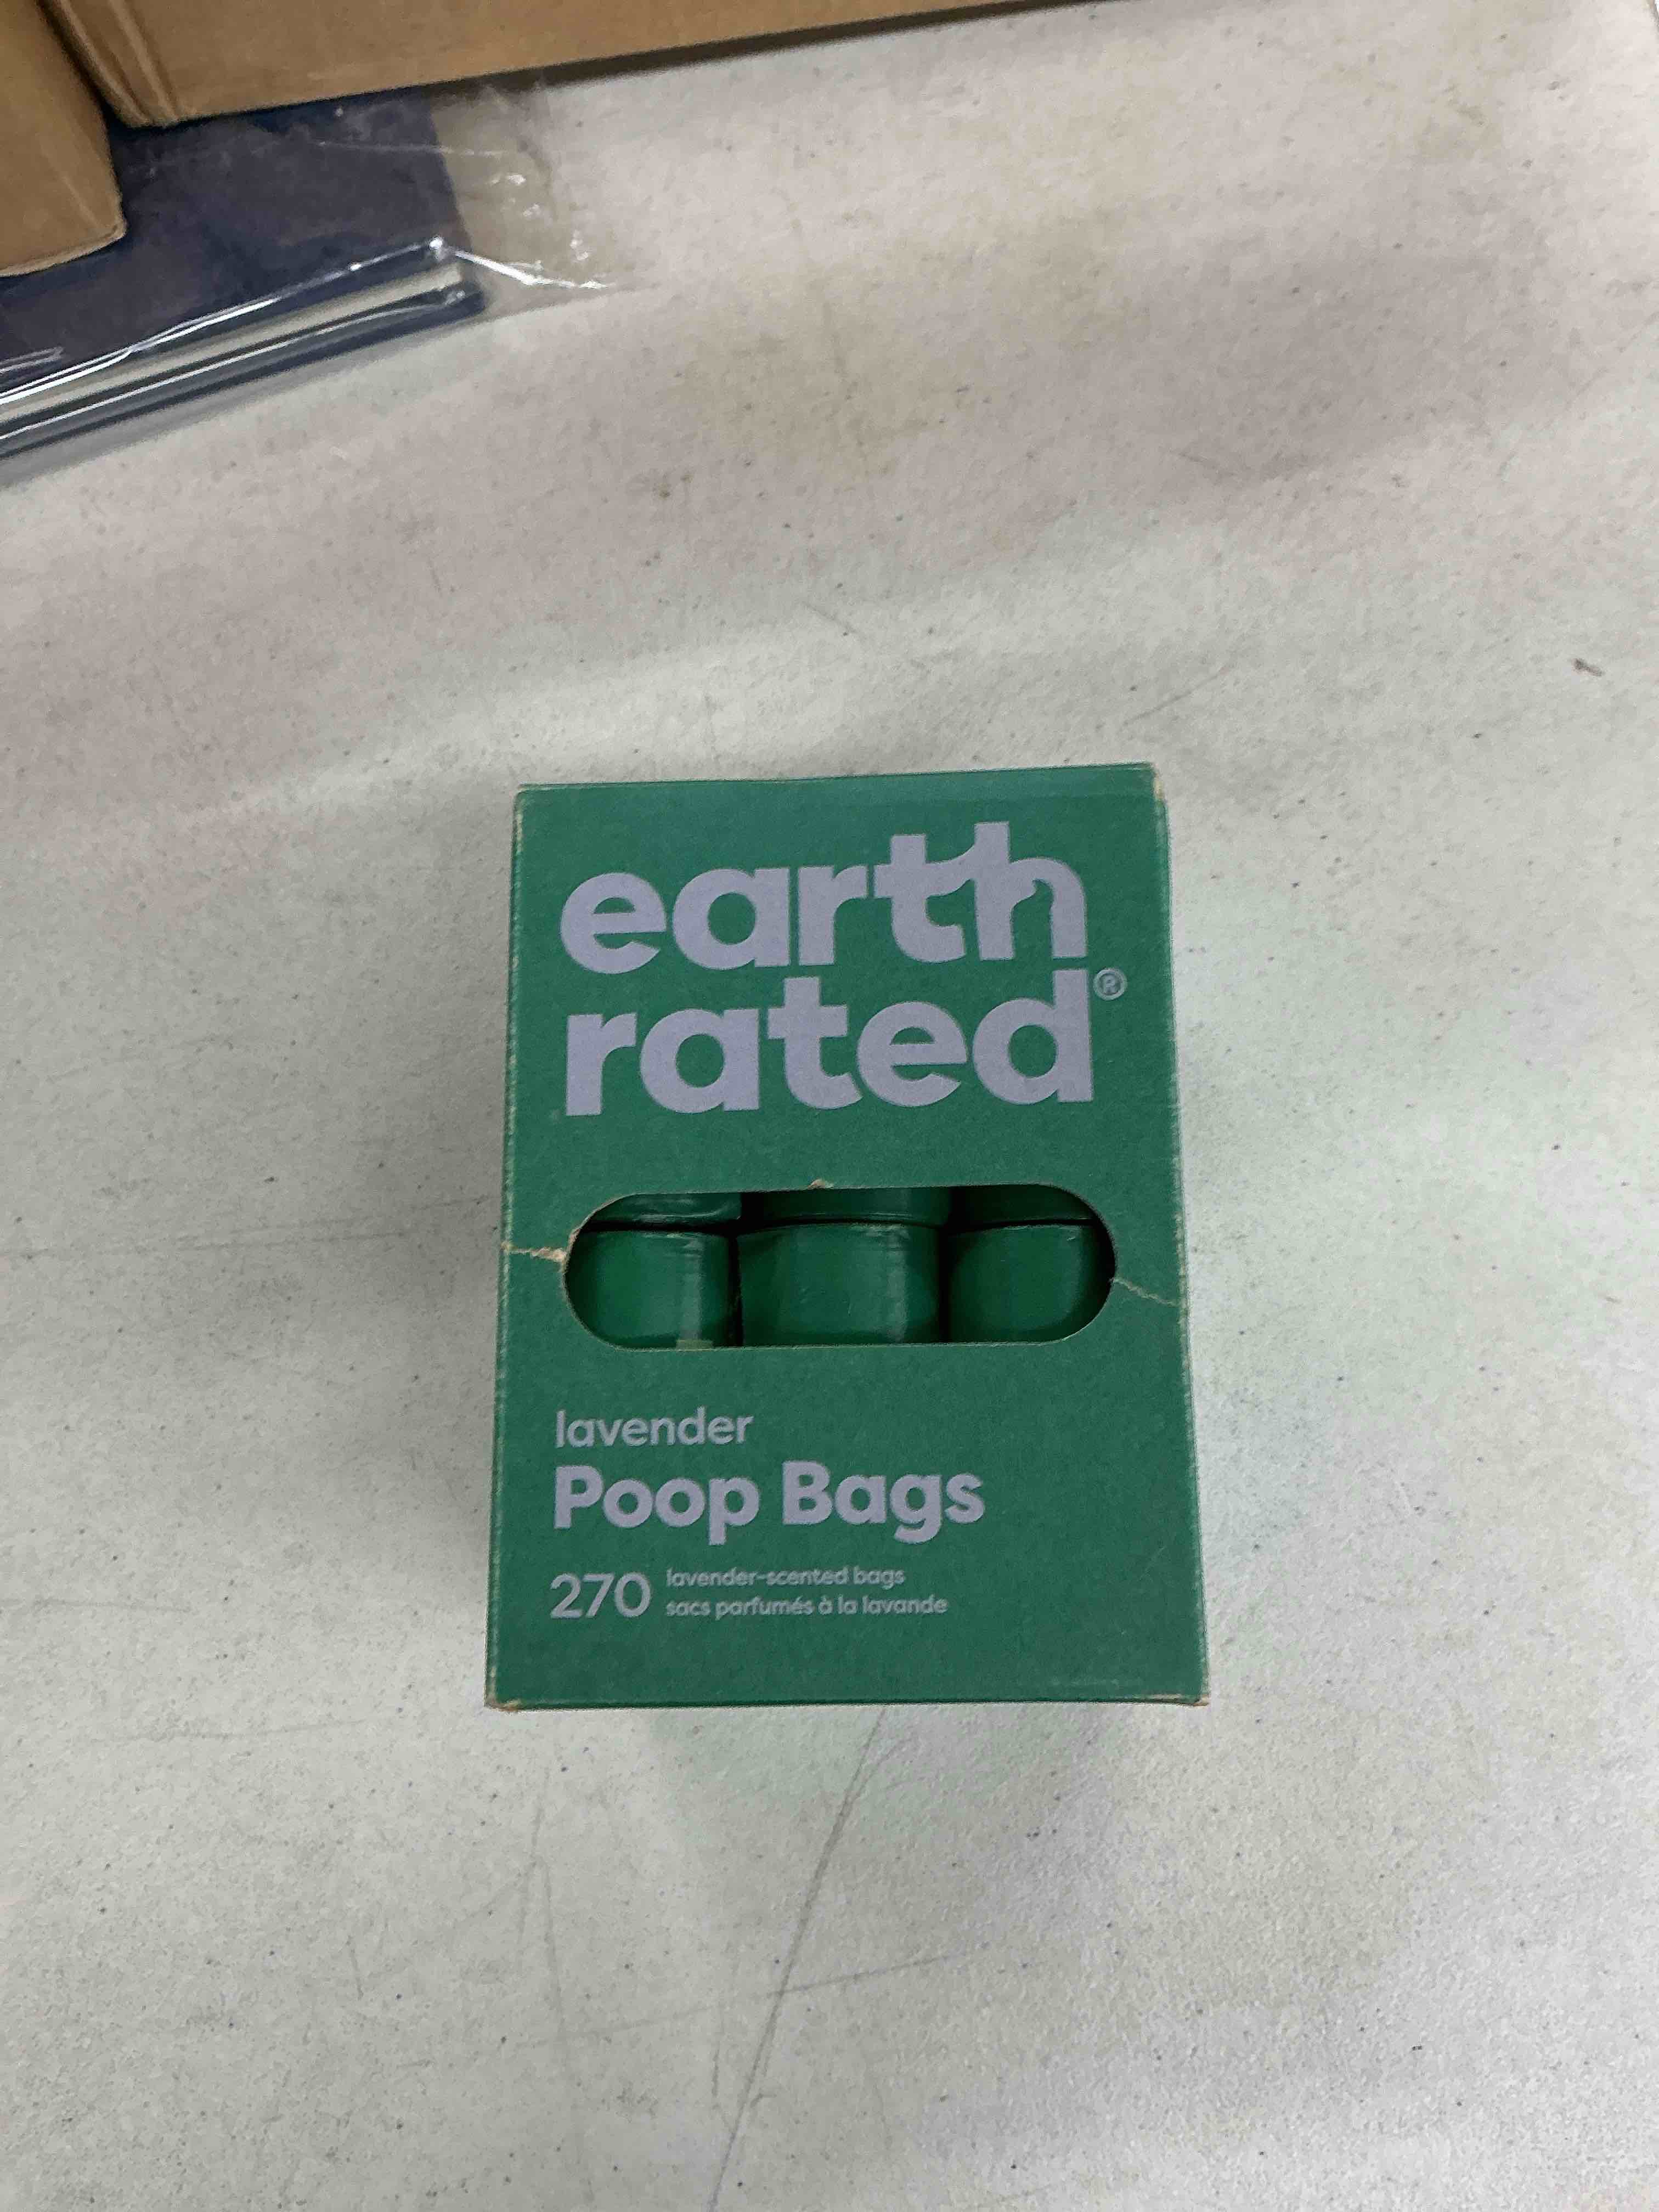 earth
rated®
lavender
Poop Bags
270 lavender-scented bags
sacs parfumés à la lavande